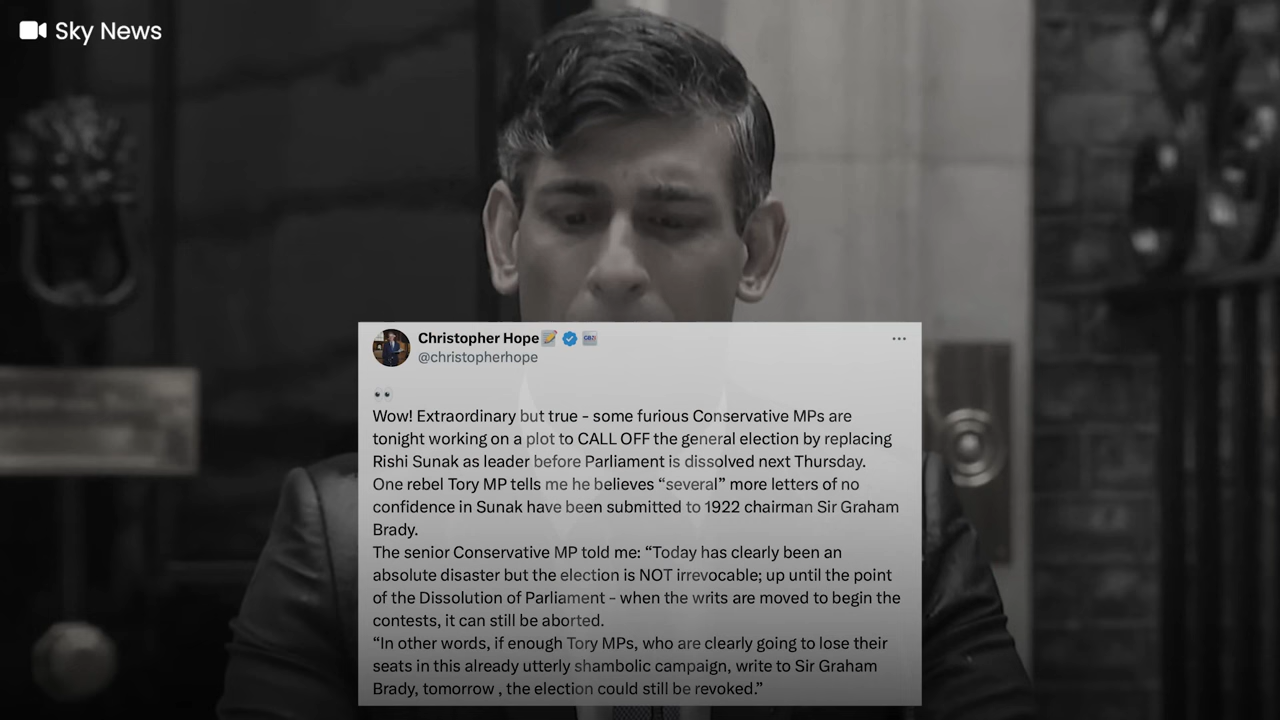 Sky News
Christopher Hope
@christopherhope
Wow! Extraordinary but true - some furious Conservative MPs are
tonight working on a plot to CALL OFF the general election by replacing
Rishi Sunak as leader before Parliament is dissolved next Thursday.
One rebel Tory MP tells me he believes “several” more letters of no
confidence in Sunak have been submitted to 1922 chairman Sir Graham
Brady.
The senior Conservative MP told me: “Today has clearly been an
absolute disaster but the election is NOT irrevocable; up until the point
of the Dissolution of Parliament - when the writs are moved to begin the
contests, it can still be aborted.
“In other words, if enough Tory MPs, who are clearly going to lose their
seats in this already utterly shambolic campaign, write to Sir Graham
Brady, tomorrow , the election could still be revoked.”